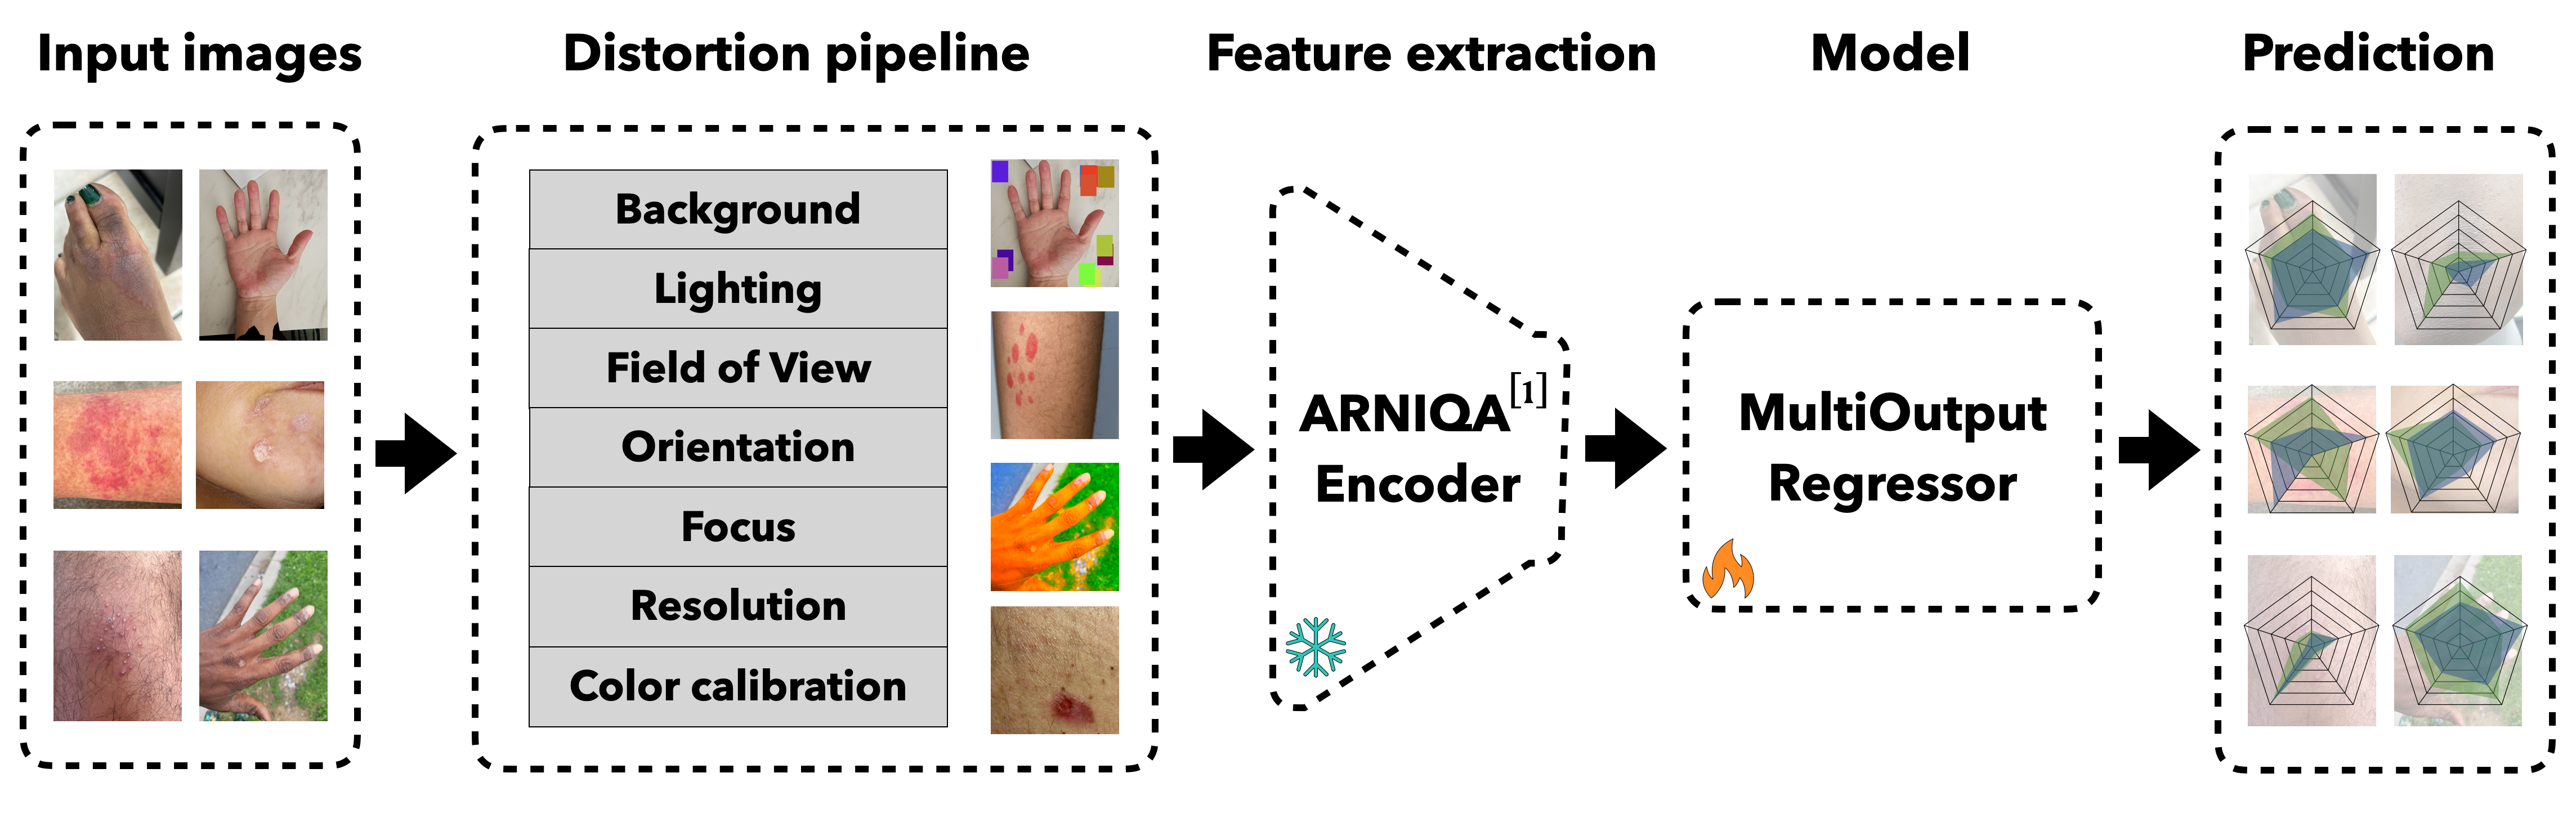 Input images
Distortion pipeline
Feature extraction
Model
Prediction
Background
Lighting
Field of View
Orientation
Focus
Resolution
Color calibration
ARNIQA[1]
Encoder
MultiOutput
Regressor